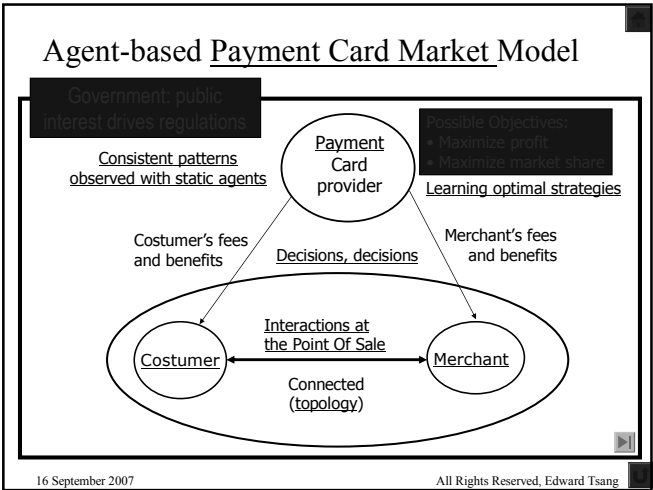 Agent-based Payment Card Market Model
Government: public
interest drives regulations
Consistent patterns
observed with static agents
Payment
Card
provider
Possible Objectives:
• Maximize profit
• Maximize market share
Learning optimal strategies
Costumer's fees
and benefits
Decisions, decisions
Merchant's fees
and benefits
Interactions at
the Point Of Sale
Costumer
Merchant
Connected
(topology)
16 September 2007
All Rights Reserved, Edward Tsang